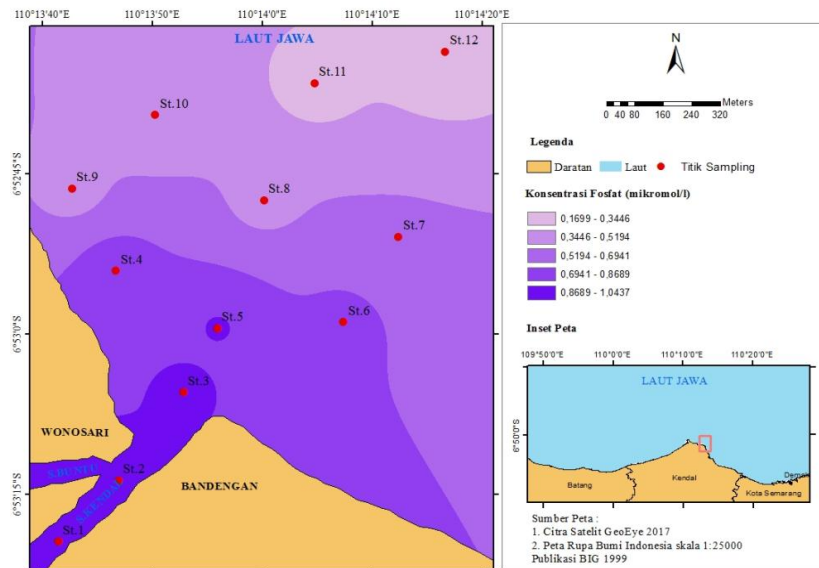 110°13'40"E 110°13'50"E 110°14'0"E 110°14'10"E 110°14'20"E
LAUT JAWA
St.12
St.11
St.10
St.9
St.8
St.7
St.4
St.5
St.6
St.3
WONOSARI
S.BUNTU
St.2
S.KENDAL
BANDENGAN
St.1
6°52'45"S
6°53'0"S
6°53'15"S
N
Meters
0 40 80 160 240 320
Legenda
Daratan Laut Titik Sampling
Konsentrasi Fosfat (mikromol/l)
0,1699 - 0,3446
0,3446 - 0,5194
0,5194 - 0,6941
0,6941 - 0,8689
0,8689 - 1,0437
Inset Peta
109°50'0"E 110°0'0"E 110°10'0"E 110°20'0"E
LAUT JAWA
6°50'0"S
Batang
Kendal
Kota Semarang
Demak
Sumber Peta :
1. Citra Satelit GeoEye 2017
2. Peta Rupa Bumi Indonesia skala 1:25000
Publikasi BIG 1999